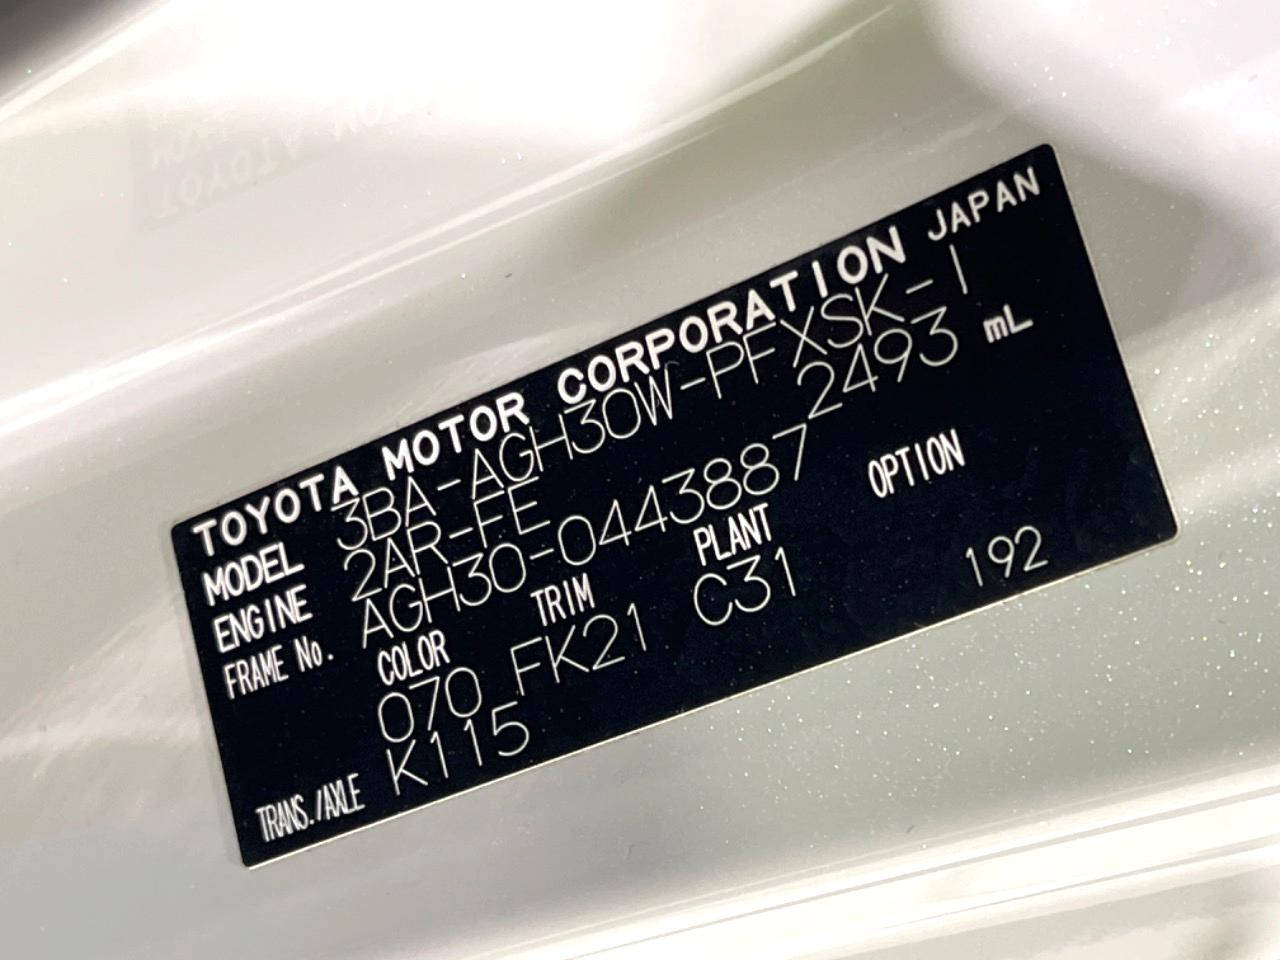 TOYOTA MOTOR CORPORATION JAPAN
MODEL 3BA-AGH30W-PFXSK-I
ENGINE 2AR-FE 2493 mL
FRAME No. AGH30-0443887
COLOR TRIM PLANT OPTION
070 FK21 C31 192
TRANS./AXLE K115